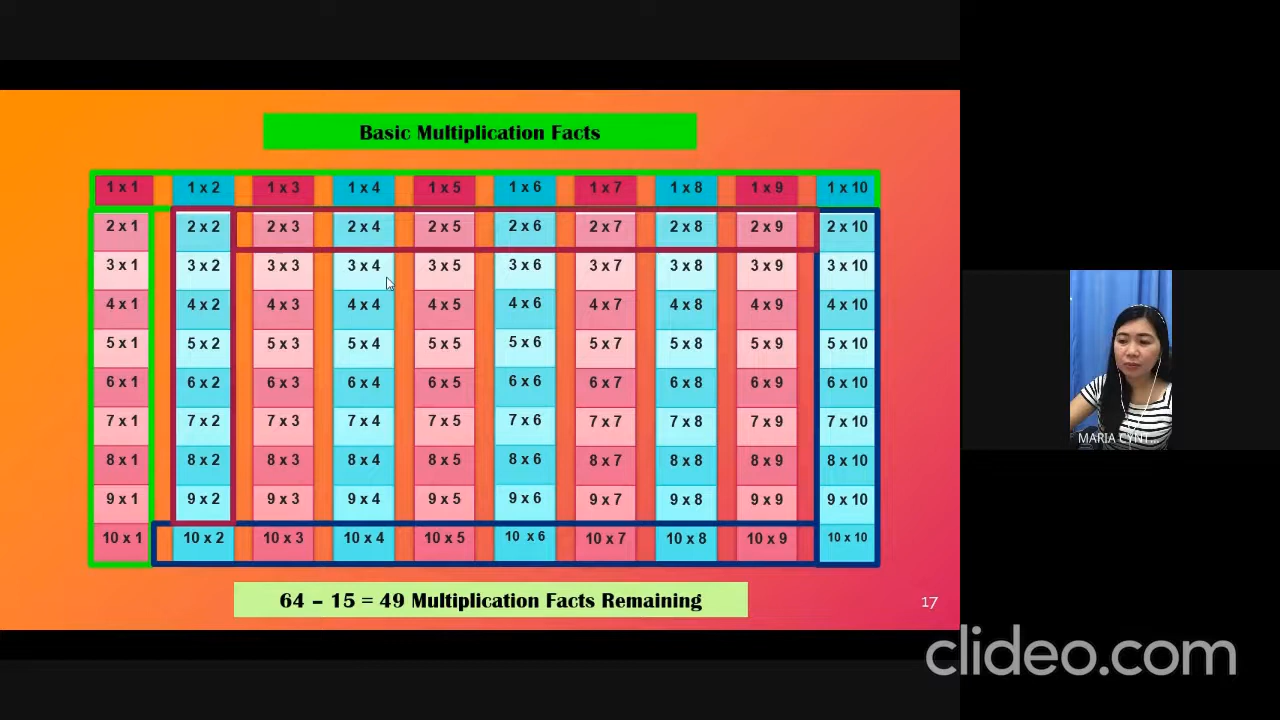 Basic Multiplication Facts
1 x 1 1 x 2 1 x 3 1 x 4 1 x 5 1 x 6 1 x 7 1 x 8 1 x 9 1 x 10
2 x 1 2 x 2 2 x 3 2 x 4 2 x 5 2 x 6 2 x 7 2 x 8 2 x 9 2 x 10
3 x 1 3 x 2 3 x 3 3 x 4 3 x 5 3 x 6 3 x 7 3 x 8 3 x 9 3 x 10
4 x 1 4 x 2 4 x 3 4 x 4 4 x 5 4 x 6 4 x 7 4 x 8 4 x 9 4 x 10
5 x 1 5 x 2 5 x 3 5 x 4 5 x 5 5 x 6 5 x 7 5 x 8 5 x 9 5 x 10
6 x 1 6 x 2 6 x 3 6 x 4 6 x 5 6 x 6 6 x 7 6 x 8 6 x 9 6 x 10
7 x 1 7 x 2 7 x 3 7 x 4 7 x 5 7 x 6 7 x 7 7 x 8 7 x 9 7 x 10
8 x 1 8 x 2 8 x 3 8 x 4 8 x 5 8 x 6 8 x 7 8 x 8 8 x 9 8 x 10
9 x 1 9 x 2 9 x 3 9 x 4 9 x 5 9 x 6 9 x 7 9 x 8 9 x 9 9 x 10
10 x 1 10 x 2 10 x 3 10 x 4 10 x 5 10 x 6 10 x 7 10 x 8 10 x 9 10 x 10
64 – 15 = 49 Multiplication Facts Remaining
17
MARIA CYNT...
clideo.com